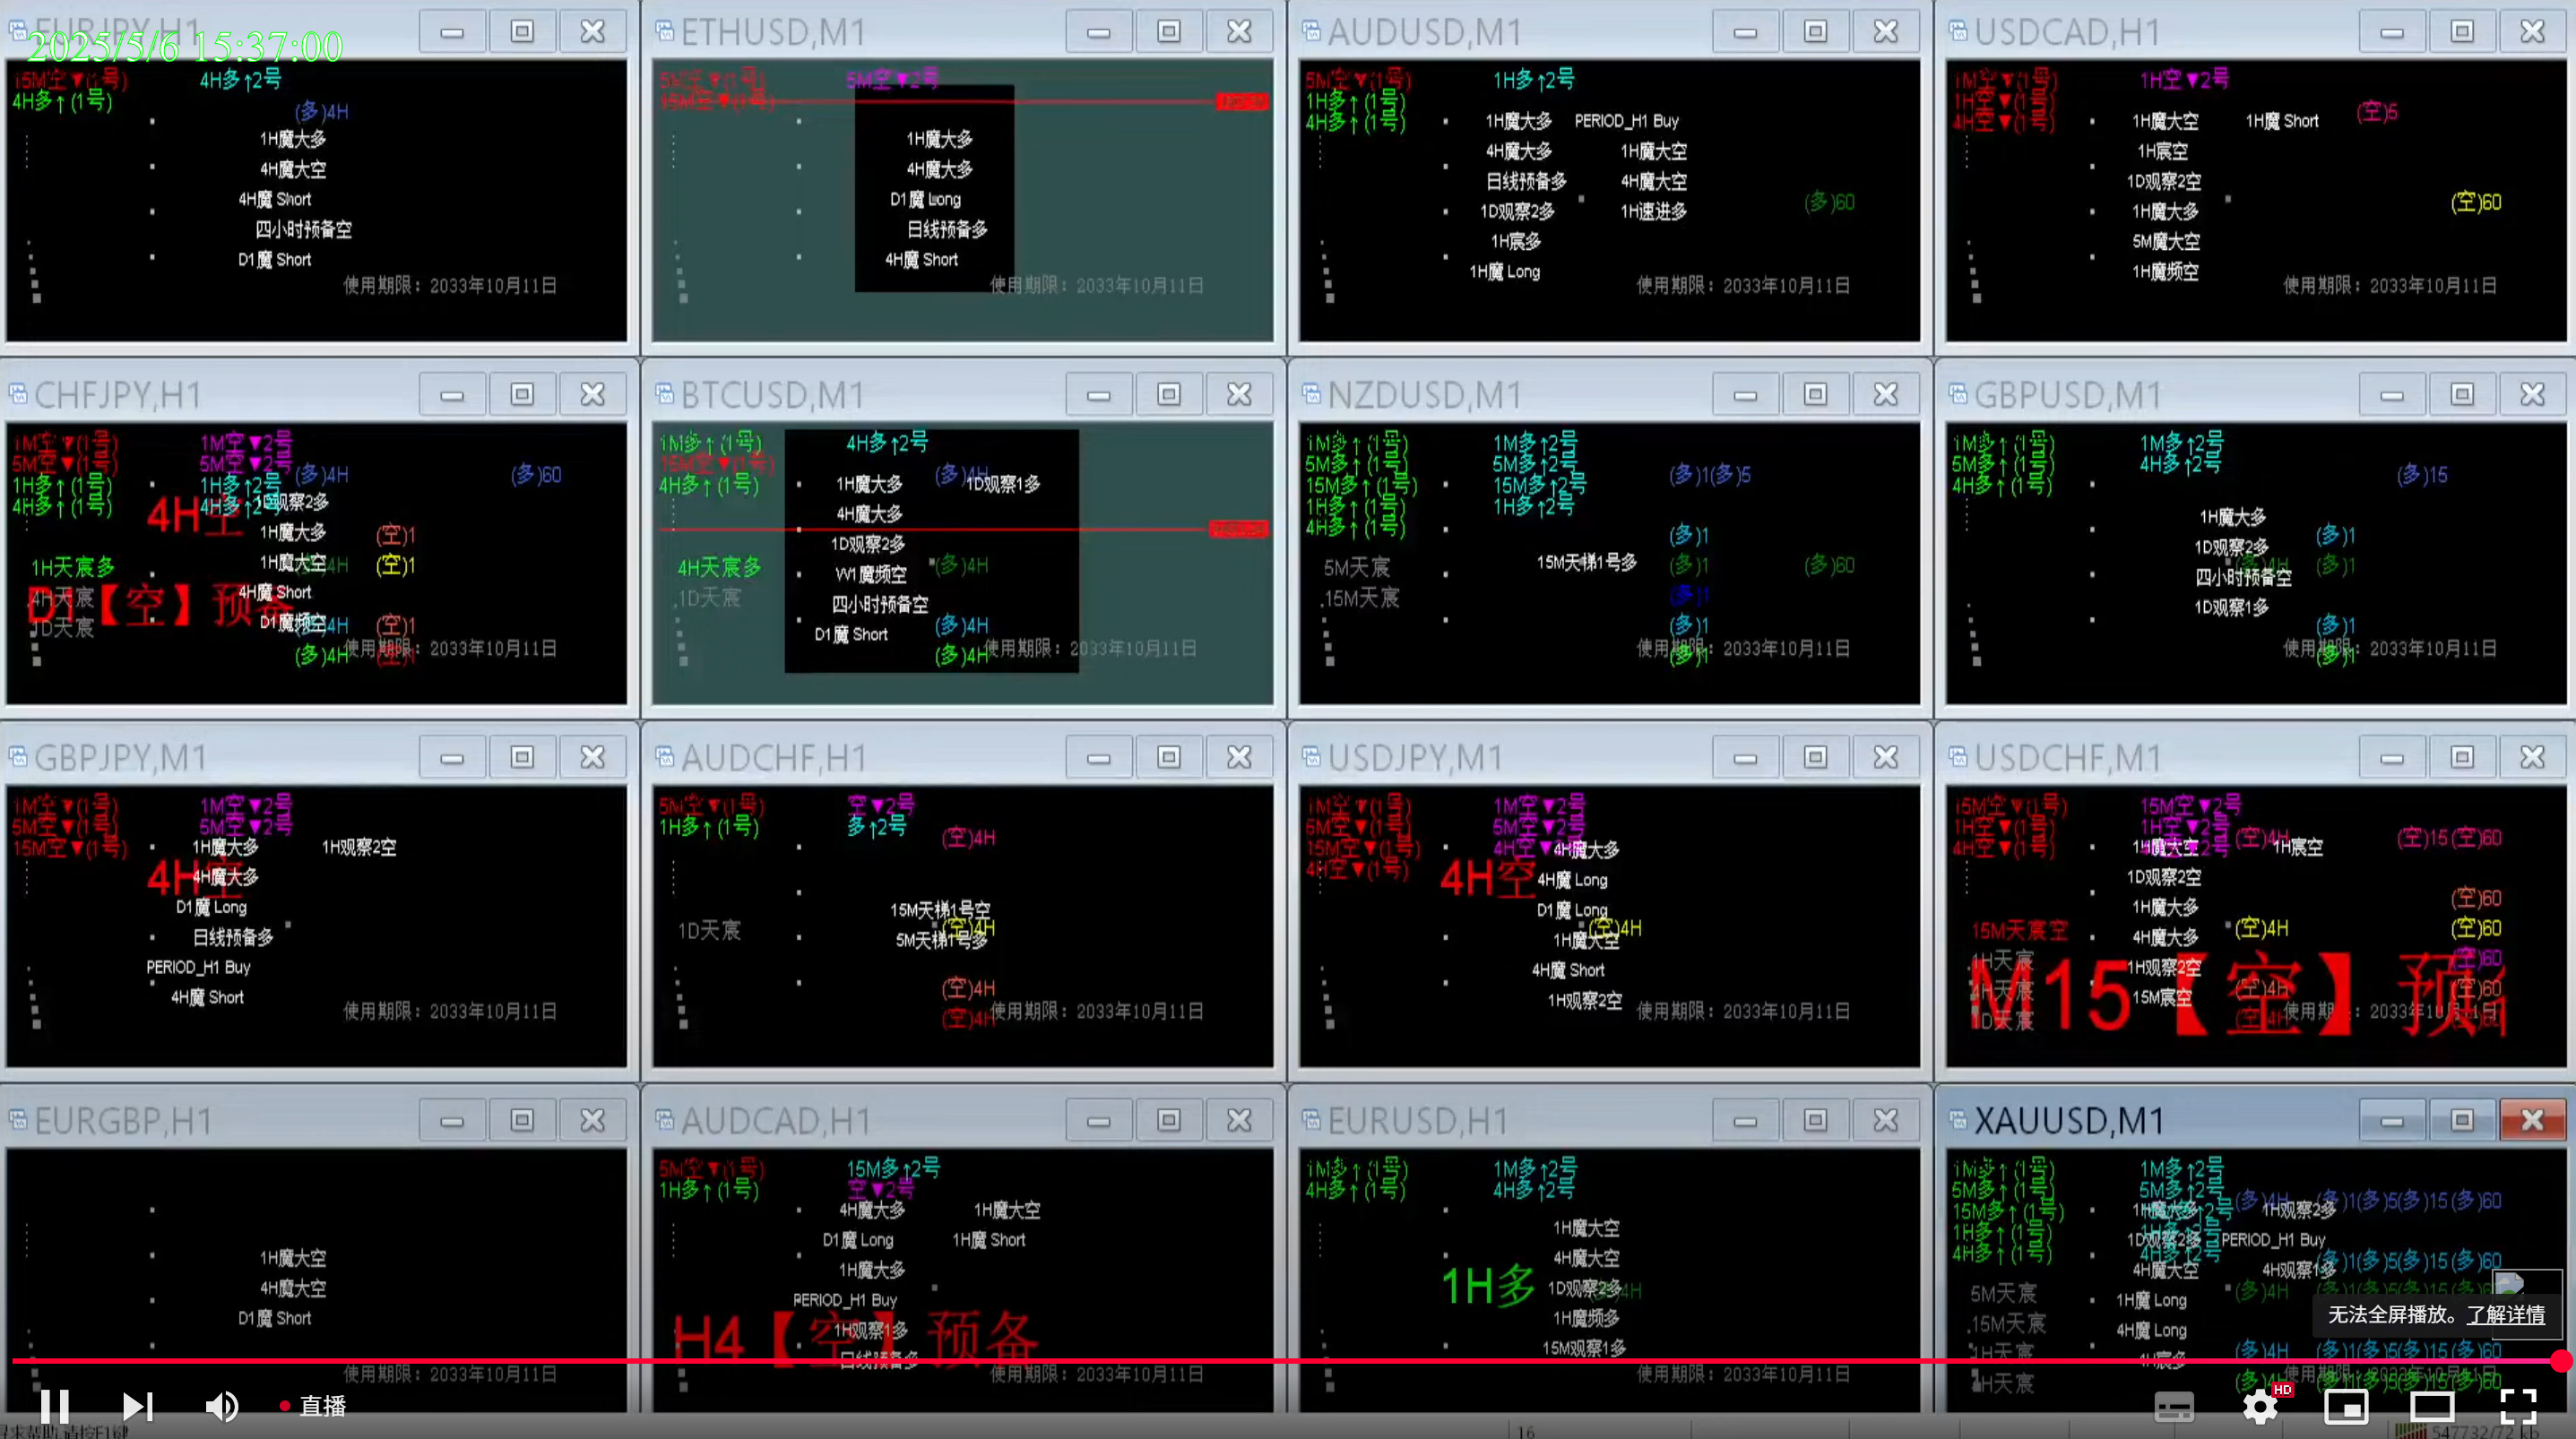 EURJPY,H1
2025/5/6 15:37:00
15M空▼(1号)
4H多↑(1号)
4H多↑2号
(多)4H
1H魔大多
4H魔大空
4H魔 Short
四小时预备空
D1魔 Short
使用期限：2033年10月11日
ETHUSD,M1
5M空▼(1号)
15M空▼(1号)
5M空▼2号
1H魔大多
4H魔大多
D1魔 Long
日线预备多
4H魔 Short
使用期限：2033年10月11日
AUDUSD,M1
5M空▼(1号)
1H多↑(1号)
4H多↑(1号)
1H多↑2号
1H魔大多 PERIOD_H1 Buy
4H魔大多 1H魔大空
日线预备多 4H魔大空
1D观察2多 1H速进多
(多)60
1H宸多
1H魔 Long
使用期限：2033年10月11日
USDCAD,H1
1M空▼(1号)
1H空▼(1号)
4H空▼(1号)
1H空▼2号
(空)5
1H魔大空 1H魔 Short
1H宸空
1D观察2空
(空)60
1H魔大多
5M魔大空
1H魔频空
使用期限：2033年10月11日
CHFJPY,H1
1M空▼(1号)
5M空▼(1号)
1H多↑(1号)
4H多↑(1号)
1M空▼2号
5M空▼2号
1H多↑2号
4H多↑2号
(多)4H
(多)60
4H空
1D观察2多
1H魔大多
(空)1
1H魔大空
(空)1
1H天宸多
4H天宸
1D天宸
D1【空】预备
4H魔 Short
D1魔频空
(空)1
(多)4H
使用期限：2033年10月11日
BTCUSD,M1
1M多↑(1号)
15M空▼(1号)
4H多↑(1号)
4H多↑2号
(多)4H
1H魔大多 1D观察1多
4H魔大多
1D观察2多
W1魔频空
(多)4H
四小时预备空
D1魔 Short
4H天宸多
1D天宸
(多)4H
(多)4H
使用期限：2033年10月11日
NZDUSD,M1
1M多↑(1号)
5M多↑(1号)
15M多↑(1号)
1H多↑(1号)
4H多↑(1号)
1M多↑2号
5M多↑2号
15M多↑2号
1H多↑2号
(多)1(多)5
(多)1
15M天梯1号多
(多)1
(多)60
5M天宸
15M天宸
(多)1
(多)1
(多)1
使用期限：2033年10月11日
GBPUSD,M1
1M多↑(1号)
5M多↑(1号)
4H多↑(1号)
1M多↑2号
4H多↑2号
(多)15
1H魔大多
(多)1
1D观察2多
(多)4H
(多)1
四小时预备空
1D观察1多
(多)1
(多)1
使用期限：2033年10月11日
GBPJPY,M1
1M空▼(1号)
5M空▼(1号)
15M空▼(1号)
1M空▼2号
5M空▼2号
1H魔大多 1H观察2空
4H空
4H魔大多
D1魔 Long
日线预备多
PERIOD_H1 Buy
4H魔 Short
使用期限：2033年10月11日
AUDCHF,H1
5M空▼(1号)
1H多↑(1号)
空▼2号
多↑2号
(空)4H
15M天梯1号空
(空)4H
5M天梯1号多
1D天宸
(空)4H
(空)4H
使用期限：2033年10月11日
USDJPY,M1
1M空▼(1号)
5M空▼(1号)
15M空▼(1号)
4H空▼(1号)
1M空▼2号
5M空▼2号
4H空▼2号
4H魔大多
4H空
4H魔 Long
D1魔 Long
(空)4H
1H魔大空
4H魔 Short
1H观察2空
使用期限：2033年10月11日
USDCHF,M1
15M空▼(1号)
1H空▼(1号)
4H空▼(1号)
15M空▼2号
1H空▼2号
(空)4H
(空)15(空)60
1H魔大空 1H宸空
1D观察2空
1H魔大多
(空)60
4H魔大多
(空)4H
(空)60
15M天宸空
1H天宸
4H天宸
1D天宸
1H观察2空
(空)60
15M宸空
(空)4H
(空)60
M15【空】预备
使用期限：2033年10月11日
EURGBP,H1
1H魔大空
4H魔大空
D1魔 Short
使用期限：2033年10月11日
AUDCAD,H1
5M空▼(1号)
1H多↑(1号)
15M多↑2号
空▼2号
4H魔大多 1H魔大空
D1魔 Long 1H魔 Short
1H魔大多
PERIOD_H1 Buy
1H观察1多
日线预备多
H4【空】预备
使用期限：2033年10月11日
EURUSD,H1
1M多↑(1号)
4H多↑(1号)
1M多↑2号
4H多↑2号
1H魔大空
4H魔大空
1H多
1D观察2多
1H魔频多
15M观察1多
使用期限：2033年10月11日
XAUUSD,M1
1M多↑(1号)
5M多↑(1号)
15M多↑(1号)
1H多↑(1号)
4H多↑(1号)
1M多↑2号
5M多↑2号
4H多↑2号
(多)4H
(多)1(多)5(多)15(多)60
1H观察2多
1D观察2多 PERIOD_H1 Buy
(多)1(多)5(多)15(多)60
4H魔大空 4H观察1多
5M天宸
15M天宸
1H天宸
4H天宸
1H魔 Long
4H魔 Long
(多)4H
(多)1(多)5(多)15(多)60
无法全屏播放。了解详情
直播
HD
16
547732/72 kb